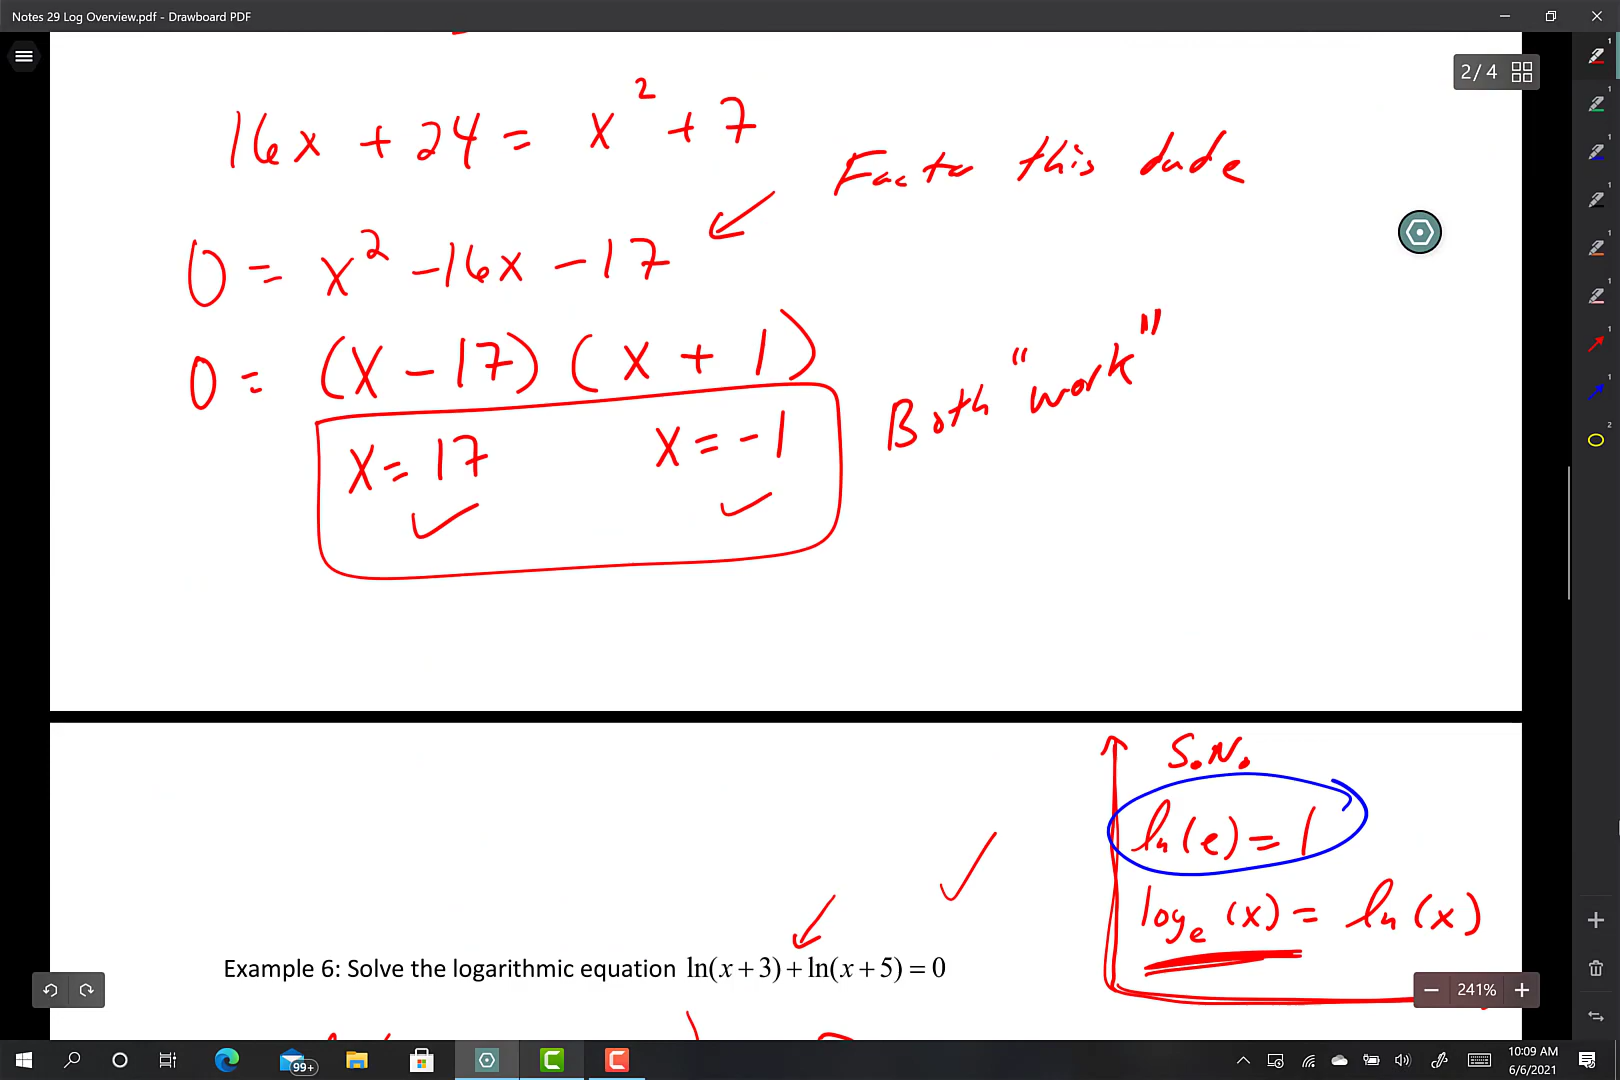 Notes 29 Log Overview.pdf - Drawboard PDF
2 / 4
16x + 24 = x² + 7
Factor this dude
0 = x² - 16x - 17
0 = (x - 17) (x + 1)
Both "work"
x = 17 x = -1
S.N.
ln(e) = 1
logₑ (x) = ln (x)
Example 6: Solve the logarithmic equation ln(x + 3) + ln(x + 5) = 0
241%
99+
10:09 AM
6/6/2021